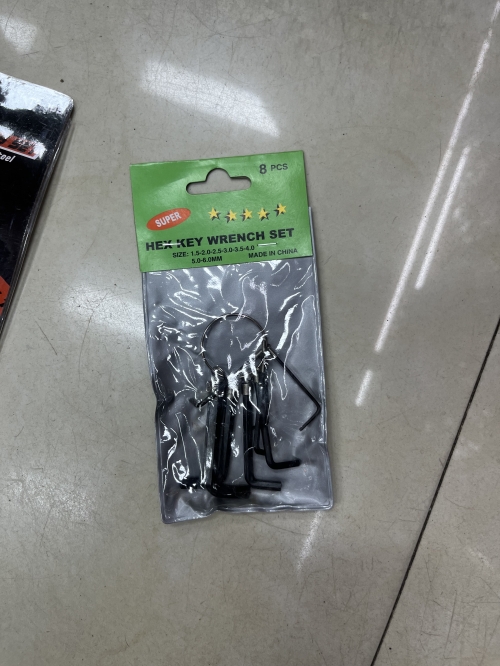 8 PCS
SUPER
HEX KEY WRENCH SET
SIZE: 1.5-2.0-2.5-3.0-3.5-4.0
5.0-6.0MM
MADE IN CHINA